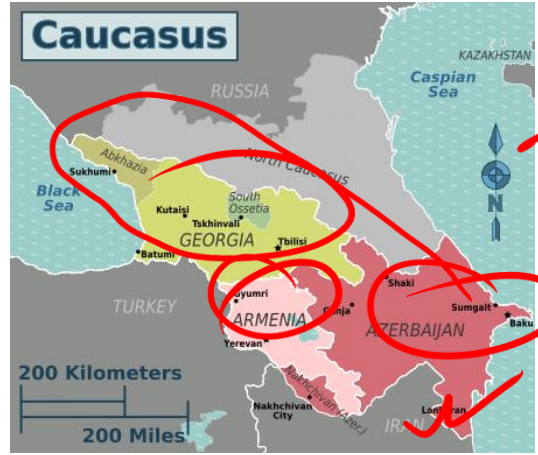 Caucasus
KAZAKHSTAN
RUSSIA
Caspian
Sea
North Caucasus
Abkhazia
Sukhumi
Black
Sea
South
Ossetia
Kutaisi
Tskhinvali
GEORGIA
Tbilisi
Batumi
N
Shaki
Gyumri
TURKEY
ARMENIA
Ganja
Sumgait
AZERBAIJAN
Baku
Yerevan
200 Kilometers
Nakhchivan (Azer.)
Nakhchivan
City
IRAN
Lankaran
200 Miles